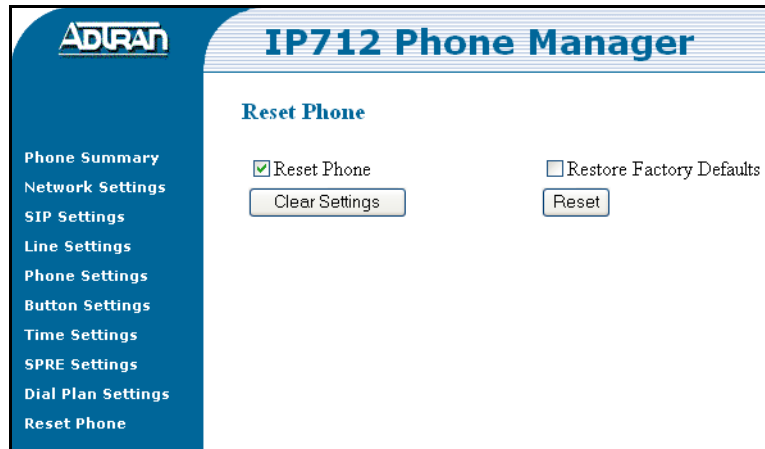 ADTRAN
IP712 Phone Manager
Reset Phone
Phone Summary
Network Settings
SIP Settings
Line Settings
Phone Settings
Button Settings
Time Settings
SPRE Settings
Dial Plan Settings
Reset Phone
Reset Phone
Restore Factory Defaults
Clear Settings
Reset